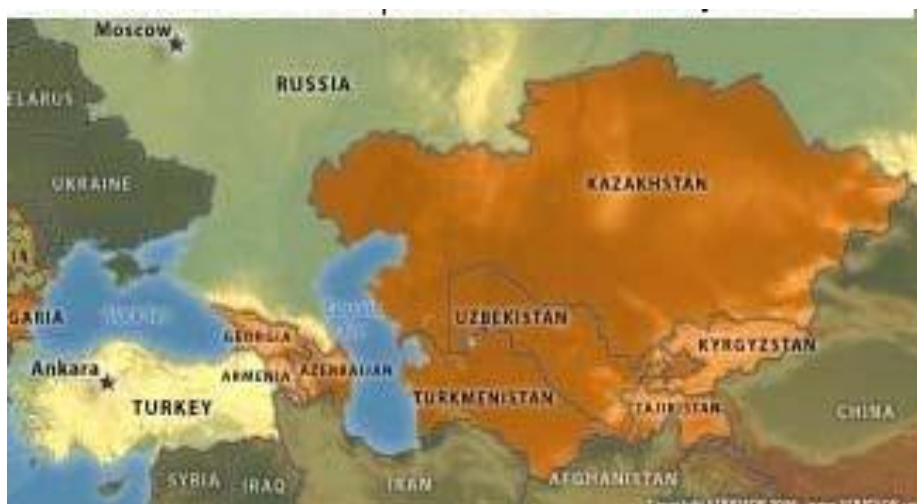 Moscow
RUSSIA
ELARUS
KAZAKHSTAN
UKRAINE
GARIA
UZBEKISTAN
GEORGIA
KYRGYZSTAN
Ankara
ARMENIA
AZERBAIJAN
TURKEY
TURKMENISTAN
TAJIKISTAN
CHINA
SYRIA
IRAQ
IRAN
AFGHANISTAN